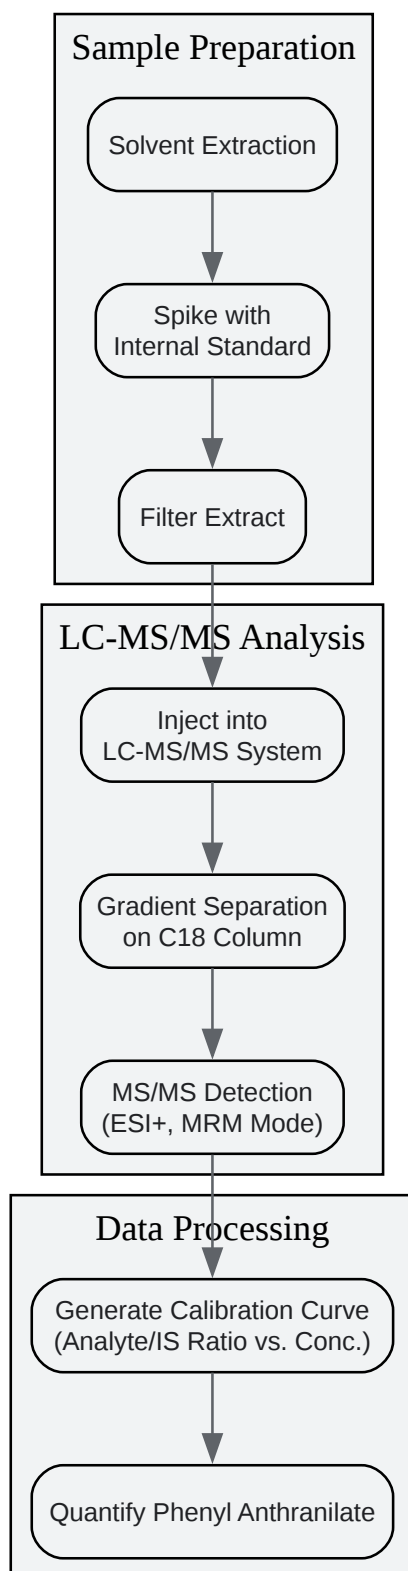 Sample Preparation
Solvent Extraction
Spike with
Internal Standard
Filter Extract
LC-MS/MS Analysis
Inject into
LC-MS/MS System
Gradient Separation
on C18 Column
MS/MS Detection
(ESI+, MRM Mode)
Data Processing
Generate Calibration Curve
(Analyte/IS Ratio vs. Conc.)
Quantify Phenyl Anthranilate